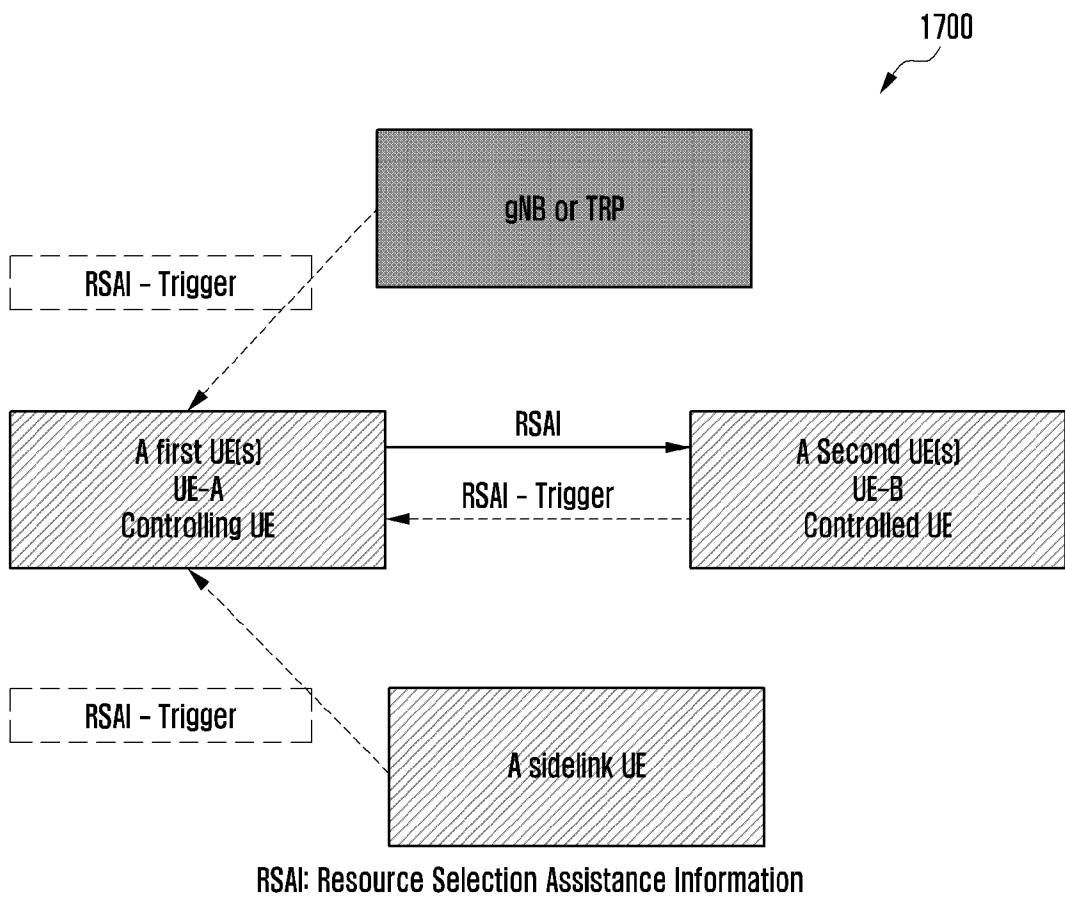 1700
gNB or TRP
RSAI - Trigger
A first UE(s)
UE-A
Controlling UE
RSAI
RSAI - Trigger
A Second UE(s)
UE-B
Controlled UE
RSAI - Trigger
A sidelink UE
RSAI: Resource Selection Assistance Information